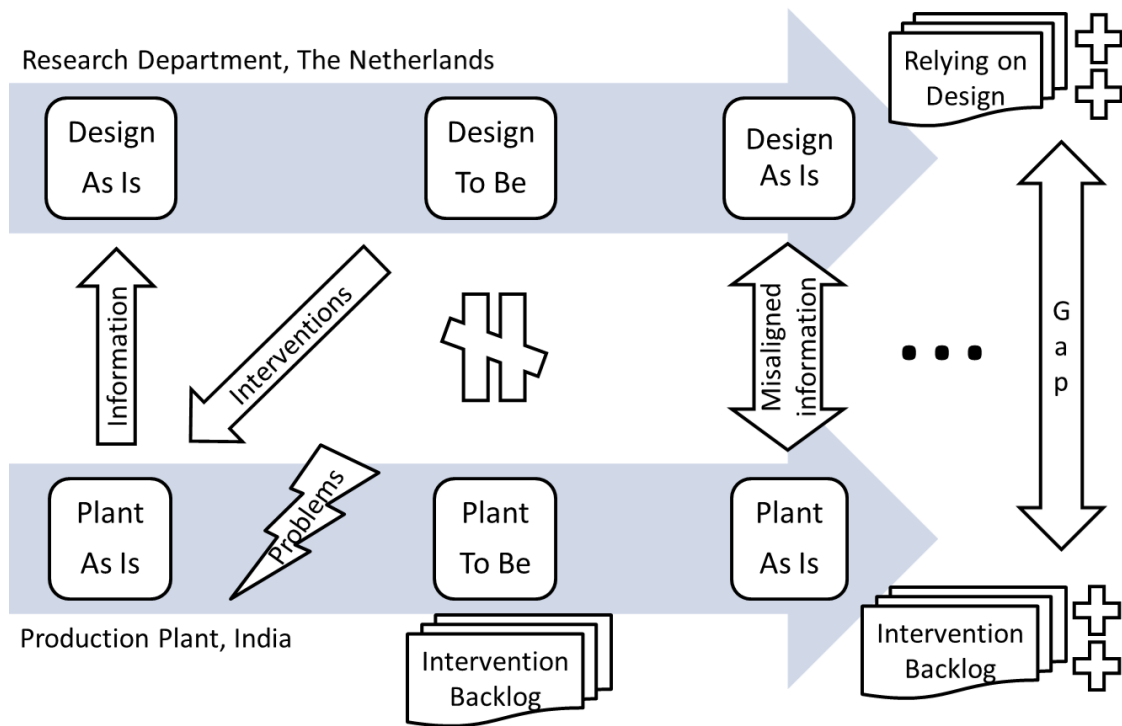 Research Department, The Netherlands
Relying on
Design
Design
As Is
Design
To Be
Design
As Is
Information
Interventions
Misaligned
information
Gap
Problems
Plant
As Is
Plant
To Be
Plant
As Is
Production Plant, India
Intervention
Backlog
Intervention
Backlog